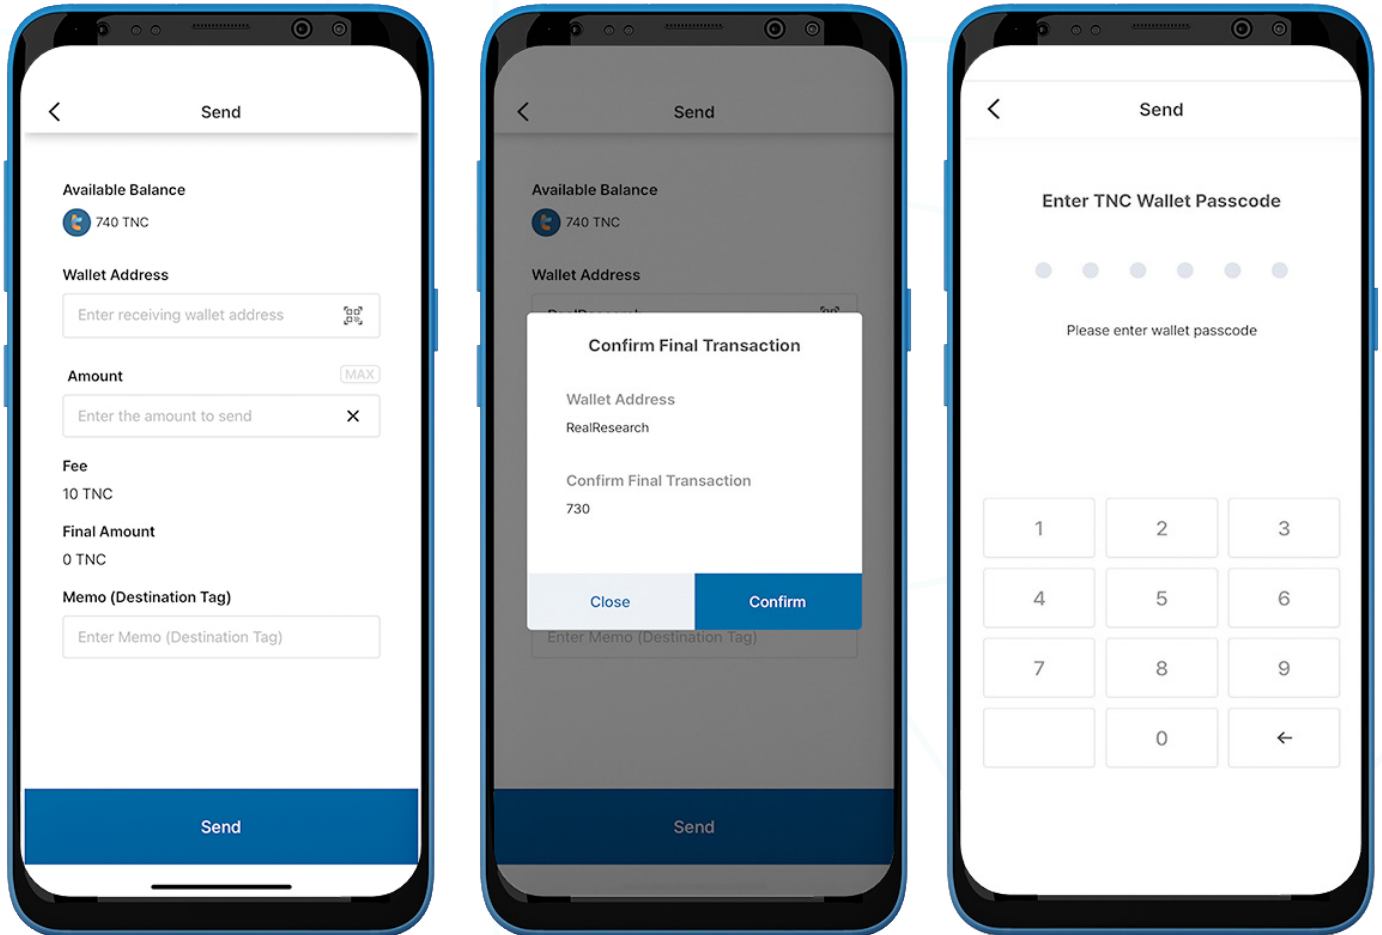 Send
Available Balance
740 TNC
Wallet Address
Enter receiving wallet address
Amount
MAX
Enter the amount to send
Fee
10 TNC
Final Amount
0 TNC
Memo (Destination Tag)
Enter Memo (Destination Tag)
Send
Send
Available Balance
740 TNC
Wallet Address
RealResearch
Confirm Final Transaction
Wallet Address
RealResearch
Confirm Final Transaction
730
Close
Confirm
Enter Memo (Destination Tag)
Send
Send
Enter TNC Wallet Passcode
Please enter wallet passcode
1 2 3
4 5 6
7 8 9
0